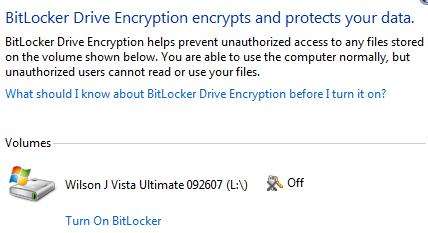 BitLocker Drive Encryption encrypts and protects your data.
BitLocker Drive Encryption helps prevent unauthorized access to any files stored
on the volume shown below. You are able to use the computer normally, but
unauthorized users cannot read or use your files.
What should I know about BitLocker Drive Encryption before I turn it on?
Volumes
Wilson J Vista Ultimate 092607 (L:\) Off
Turn On BitLocker